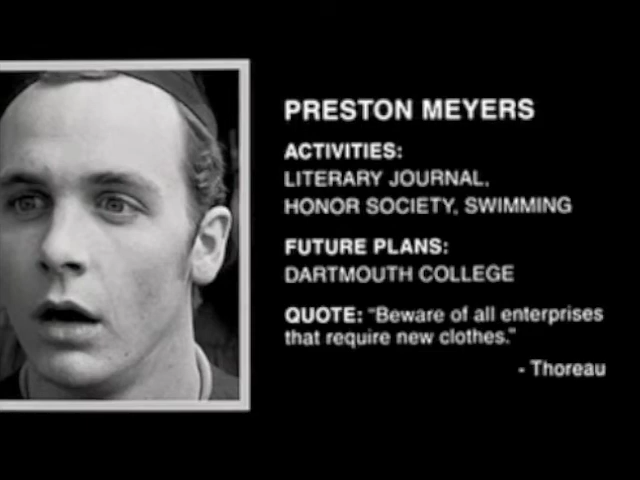 PRESTON MEYERS
ACTIVITIES:
LITERARY JOURNAL,
HONOR SOCIETY, SWIMMING
FUTURE PLANS:
DARTMOUTH COLLEGE
QUOTE: "Beware of all enterprises
that require new clothes."
- Thoreau